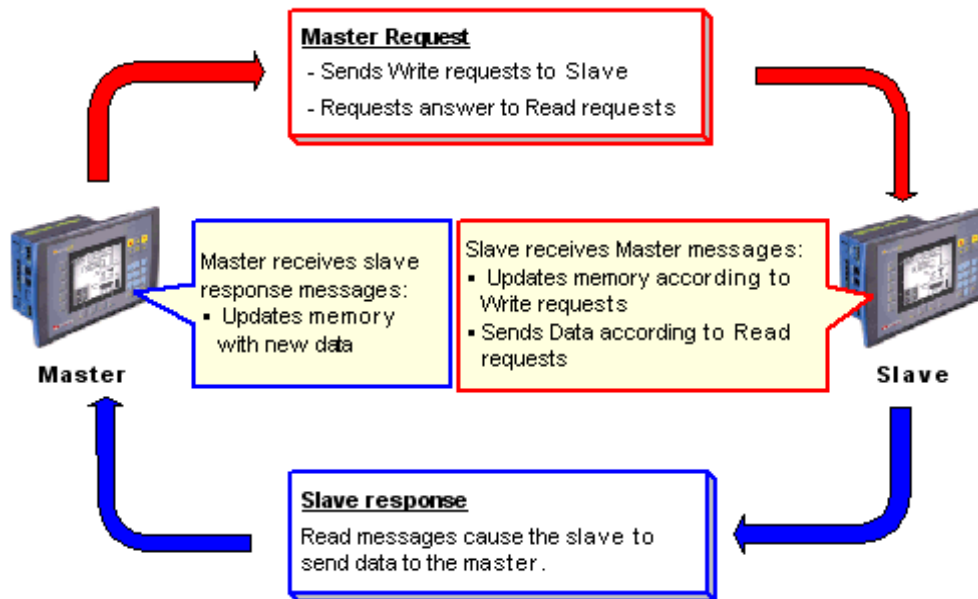 Master Request
- Sends Write requests to Slave
- Requests answer to Read requests
Master receives slave
response messages:
▪ Updates memory
with new data
Slave receives Master messages:
▪ Updates memory according to
Write requests
▪ Sends Data according to Read
requests
Master
Slave
Slave response
Read messages cause the slave to
send data to the master.